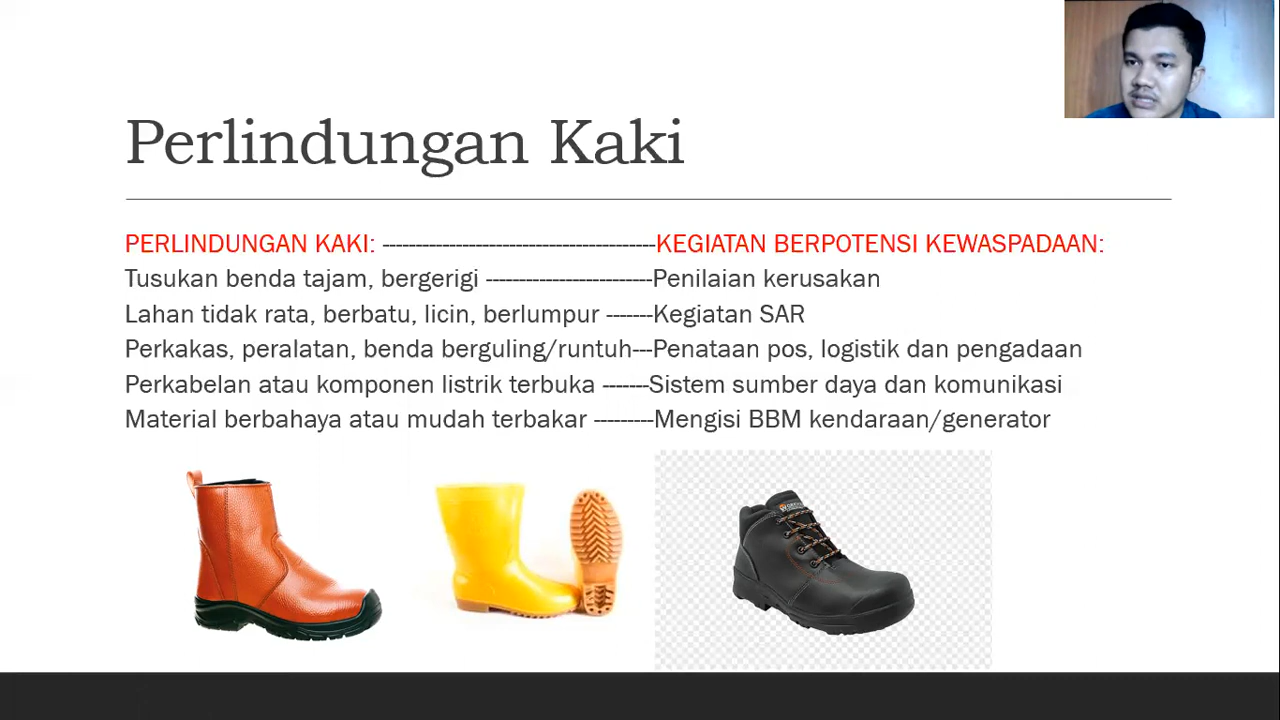 Perlindungan Kaki
PERLINDUNGAN KAKI: -----------------------------------------KEGIATAN BERPOTENSI KEWASPADAAN:
Tusukan benda tajam, bergerigi -------------------------Penilaian kerusakan
Lahan tidak rata, berbatu, licin, berlumpur -------Kegiatan SAR
Perkakas, peralatan, benda berguling/runtuh---Penataan pos, logistik dan pengadaan
Perkabelan atau komponen listrik terbuka -------Sistem sumber daya dan komunikasi
Material berbahaya atau mudah terbakar ---------Mengisi BBM kendaraan/generator